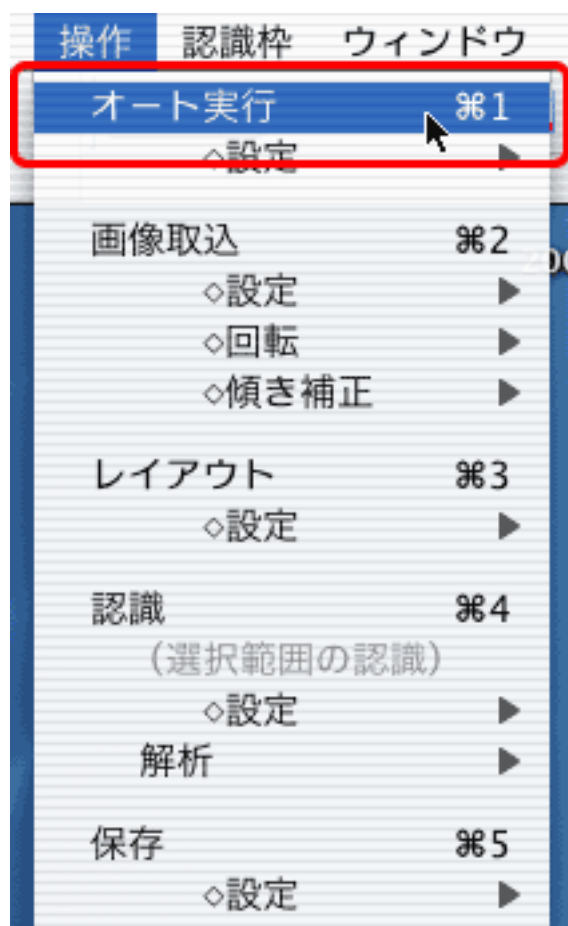 操作 認識枠 ウィンドウ
オート実行 ⌘1
◇設定 ▶
画像取込 ⌘2
◇設定 ▶
◇回転 ▶
◇傾き補正 ▶
レイアウト ⌘3
◇設定 ▶
認識 ⌘4
(選択範囲の認識)
◇設定 ▶
解析 ▶
保存 ⌘5
◇設定 ▶